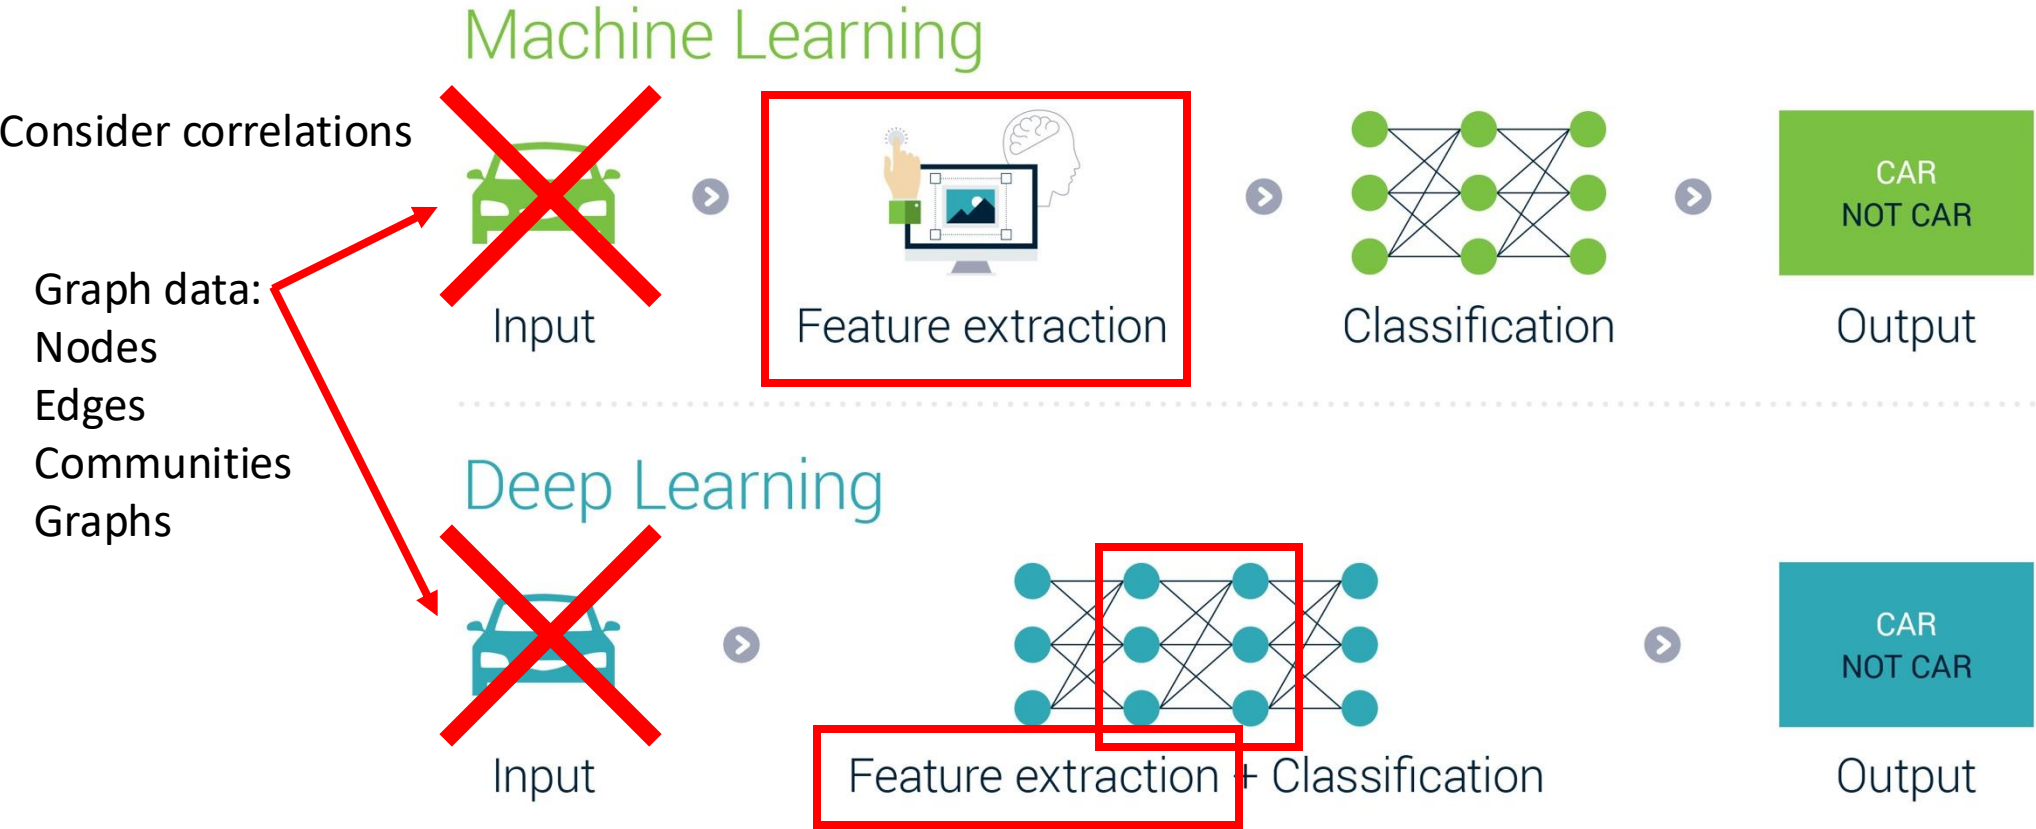 Machine Learning
Consider correlations
Graph data:
Nodes
Edges
Communities
Graphs
CAR
NOT CAR
Input
Feature extraction
Classification
Output
Deep Learning
CAR
NOT CAR
Input
Feature extraction + Classification
Output